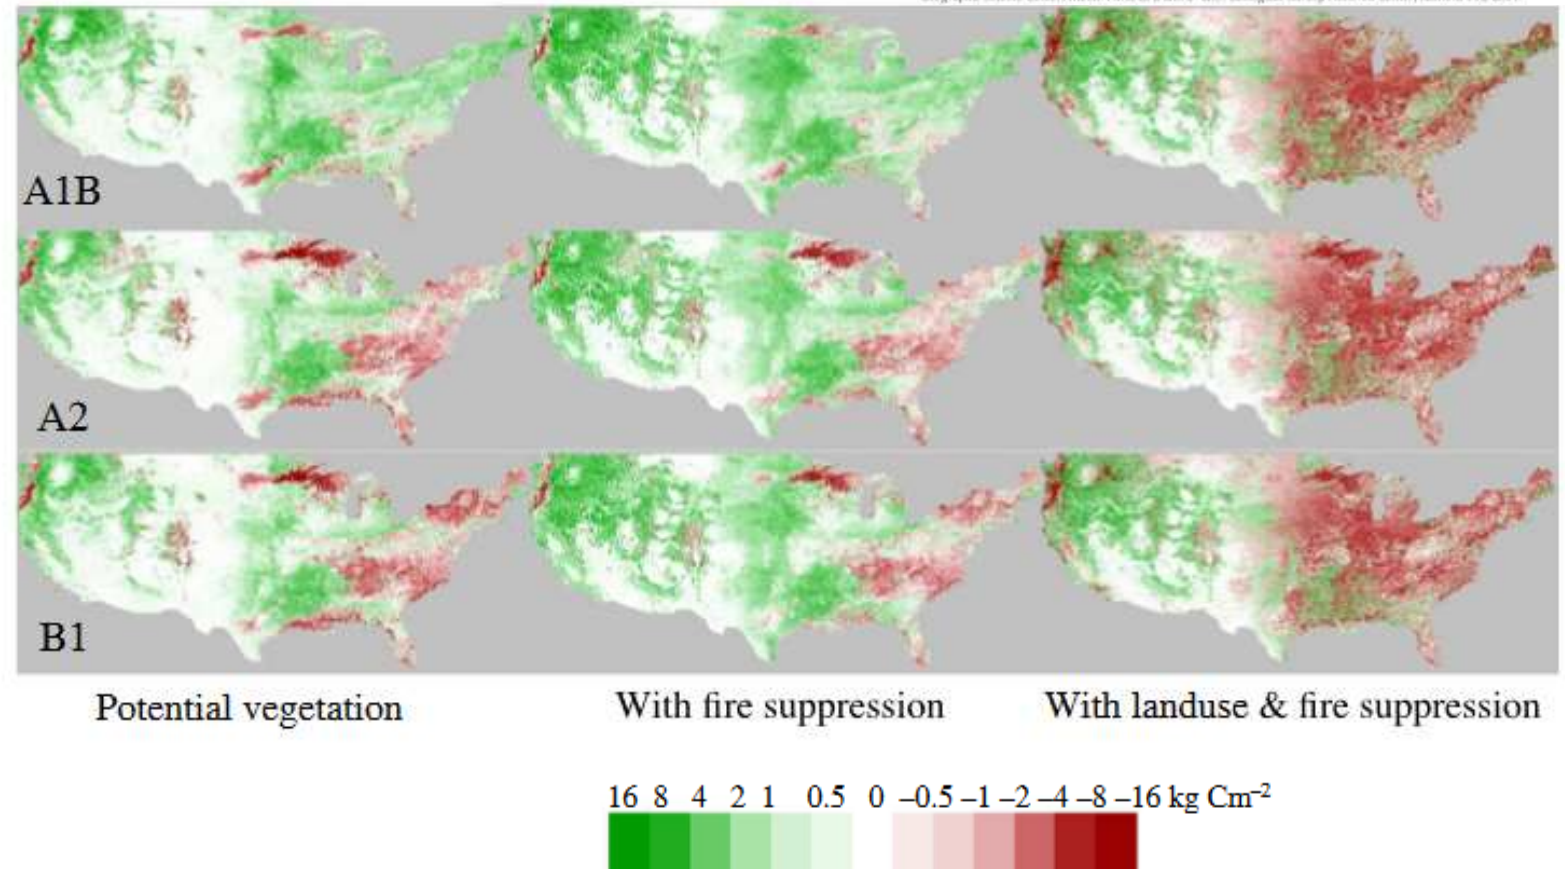 A1B
A2
B1
Potential vegetation With fire suppression With landuse & fire suppression
16 8 4 2 1 0.5 0 –0.5 –1 –2 –4 –8 –16 kg Cm⁻²